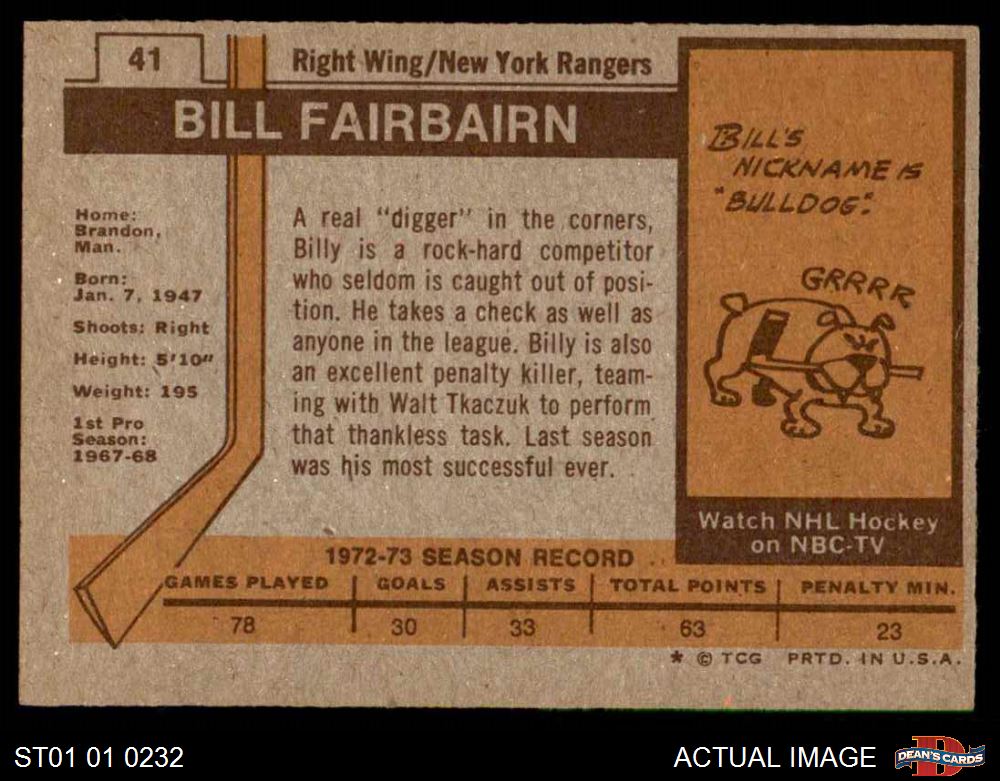 41
Right Wing/New York Rangers
BILL FAIRBAIRN
Home:
Brandon,
Man.
Born:
Jan. 7, 1947
Shoots: Right
Height: 5'10"
Weight: 195
1st Pro
Season:
1967-68
A real "digger" in the corners,
Billy is a rock-hard competitor
who seldom is caught out of posi-
tion. He takes a check as well as
anyone in the league. Billy is also
an excellent penalty killer, team-
ing with Walt Tkaczuk to perform
that thankless task. Last season
was his most successful ever.
BILL'S
NICKNAME IS
"BULLDOG".
GRRRR
Watch NHL Hockey
on NBC-TV
1972-73 SEASON RECORD
GAMES PLAYED GOALS ASSISTS TOTAL POINTS PENALTY MIN.
78 30 33 63 23
* © TCG PRTD. IN U.S.A.
ST01 01 0232
ACTUAL IMAGE
D
DEAN'S CARDS